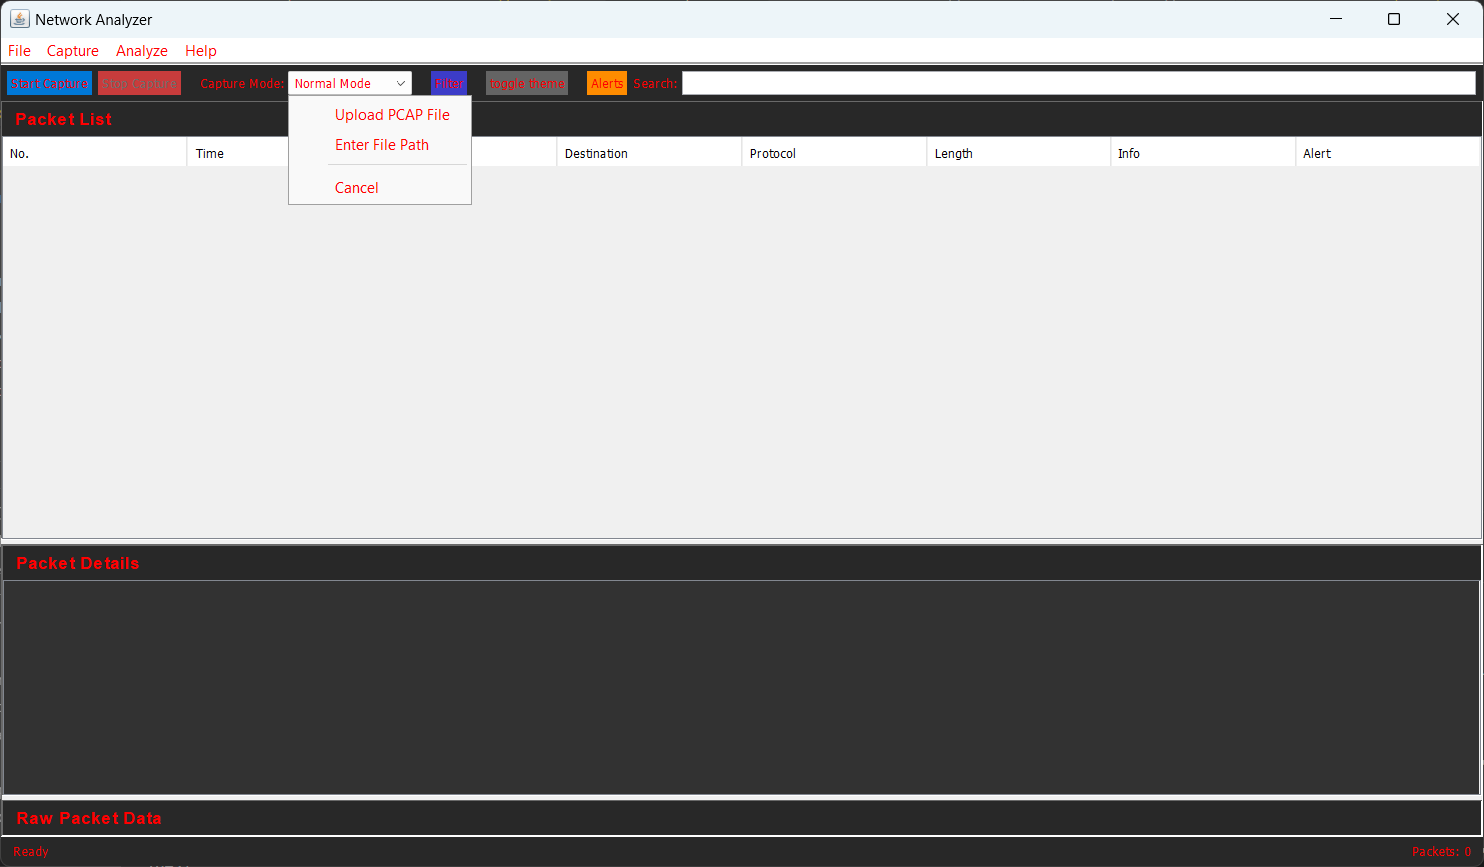 Network Analyzer
File Capture Analyze Help
Start Capture Stop Capture Capture Mode: Normal Mode Filter toggle theme Alerts Search:
Upload PCAP File
Enter File Path
Cancel
Packet List
No. Time Destination Protocol Length Info Alert
Packet Details
Raw Packet Data
Ready Packets: 0